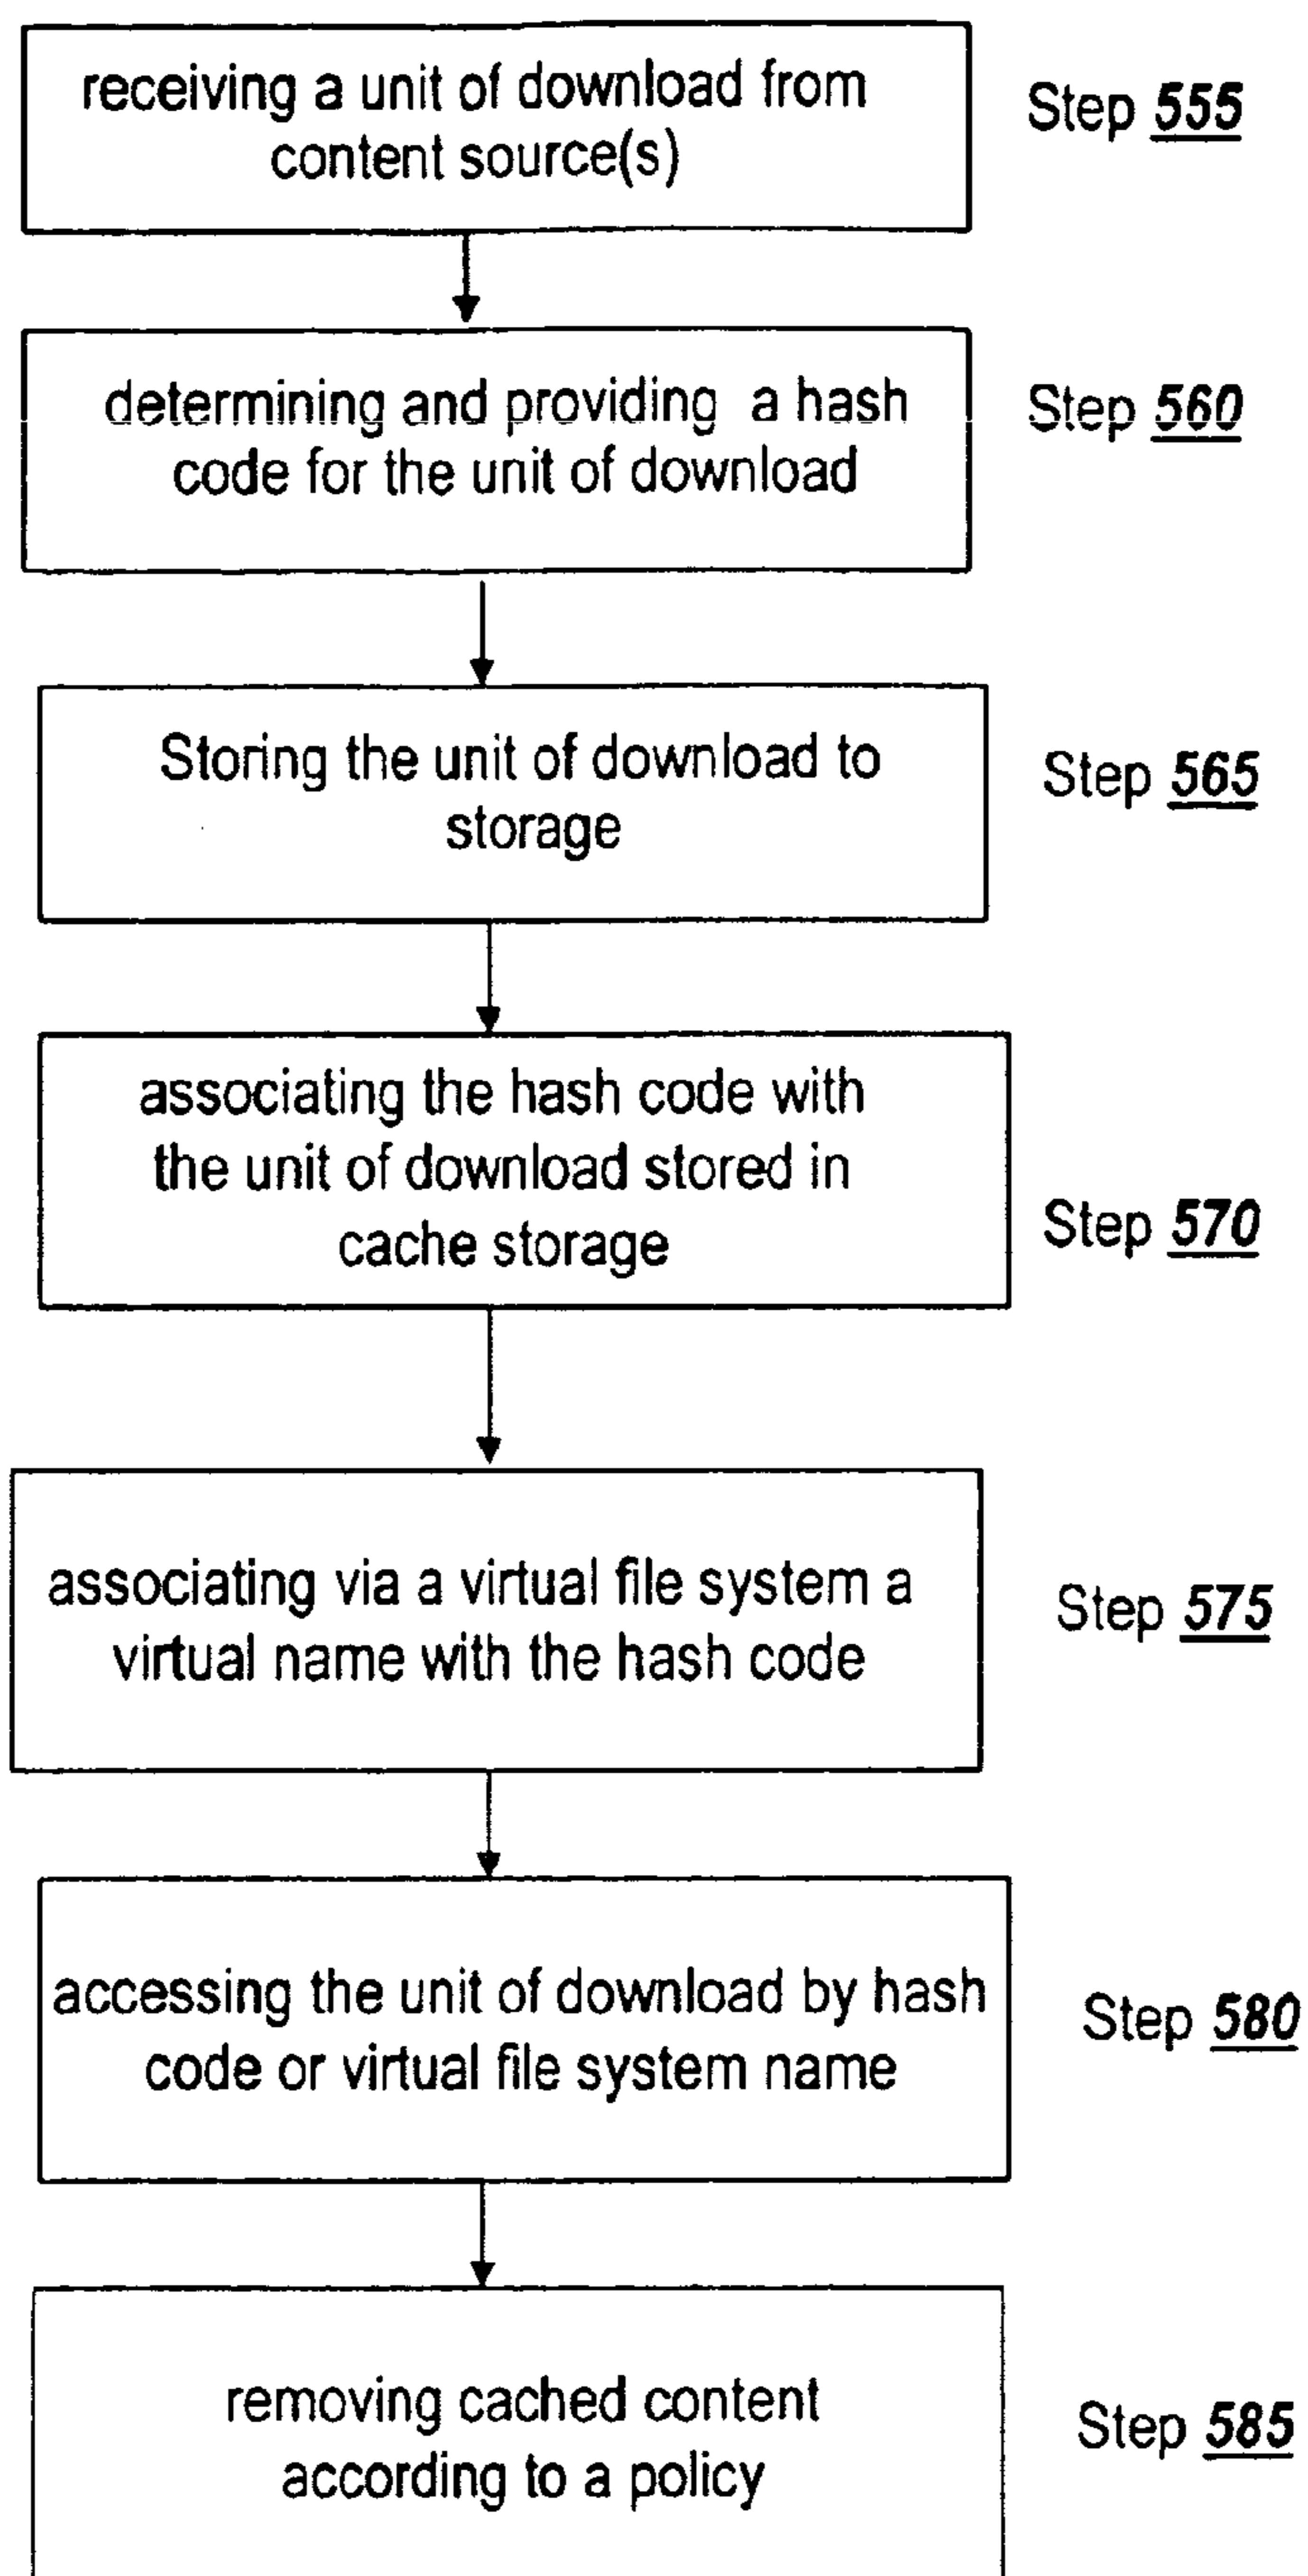 receiving a unit of download from
content source(s)
Step 555
determining and providing a hash
code for the unit of download
Step 560
Storing the unit of download to
storage
Step 565
associating the hash code with
the unit of download stored in
cache storage
Step 570
associating via a virtual file system a
virtual name with the hash code
Step 575
accessing the unit of download by hash
code or virtual file system name
Step 580
removing cached content
according to a policy
Step 585